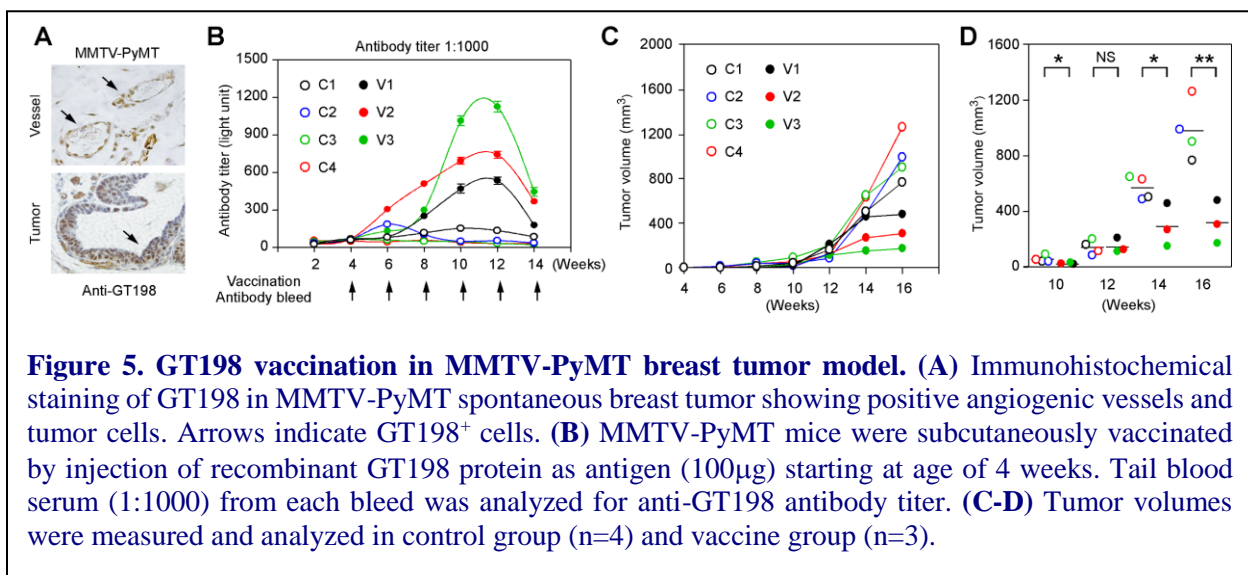 A
MMTV-PyMT
Vessel
Tumor
Anti-GT198
B
Antibody titer 1:1000
C1 V1
C2 V2
C3 V3
C4
Antibody titer (light unit)
1500
1200
900
600
300
0
2 4 6 8 10 12 14 (Weeks)
Vaccination
Antibody bleed
C
C1 V1
C2 V2
C3 V3
C4
Tumor volume (mm³)
2000
1600
1200
800
400
0
4 6 8 10 12 14 16
(Weeks)
D
* NS * **
Tumor volume (mm³)
1600
1200
800
400
0
10 12 14 16
(Weeks)
Figure 5. GT198 vaccination in MMTV-PyMT breast tumor model. (A) Immunohistochemical
staining of GT198 in MMTV-PyMT spontaneous breast tumor showing positive angiogenic vessels and
tumor cells. Arrows indicate GT198⁺ cells. (B) MMTV-PyMT mice were subcutaneously vaccinated
by injection of recombinant GT198 protein as antigen (100µg) starting at age of 4 weeks. Tail blood
serum (1:1000) from each bleed was analyzed for anti-GT198 antibody titer. (C-D) Tumor volumes
were measured and analyzed in control group (n=4) and vaccine group (n=3).